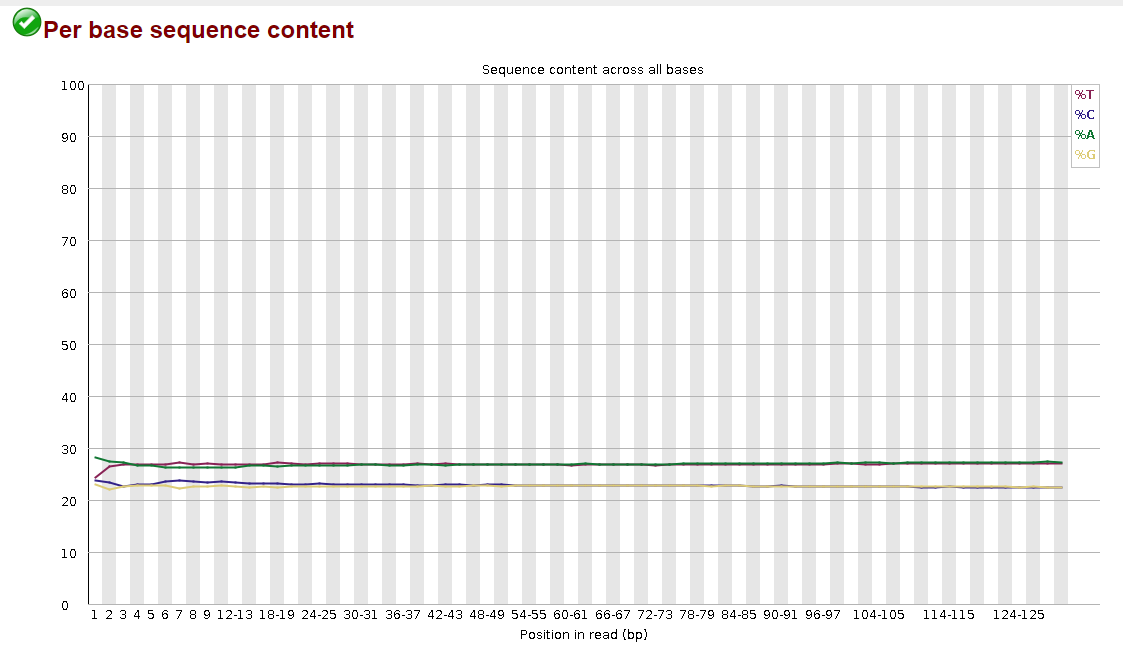 Per base sequence content
Sequence content across all bases
%T
%C
%A
%G
100
90
80
70
60
50
40
30
20
10
0
1 2 3 4 5 6 7 8 9 12-13 18-19 24-25 30-31 36-37 42-43 48-49 54-55 60-61 66-67 72-73 78-79 84-85 90-91 96-97 104-105 114-115 124-125
Position in read (bp)